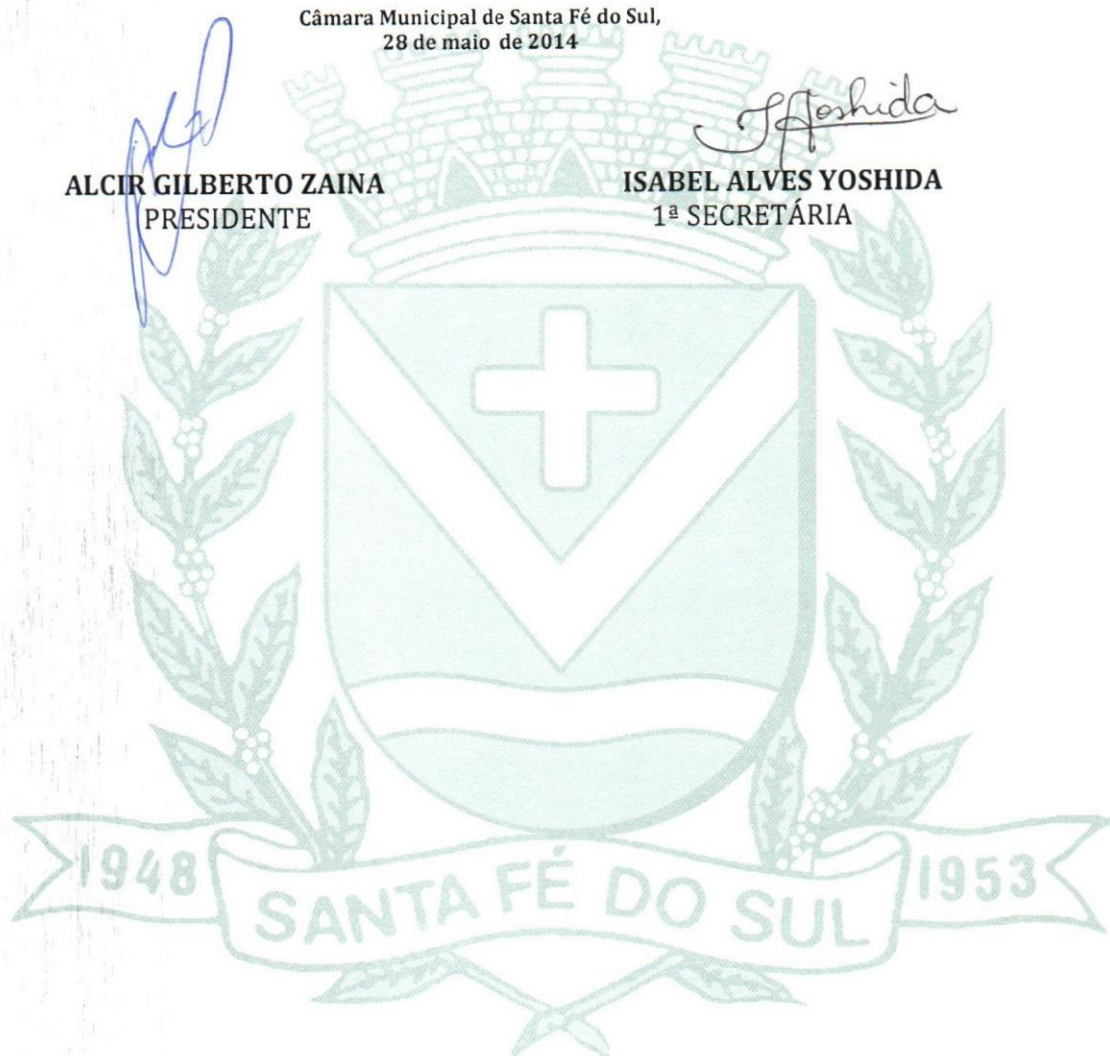 Câmara Municipal de Santa Fé do Sul,
28 de maio de 2014
IYoshida
ALCIR GILBERTO ZAINA
PRESIDENTE
ISABEL ALVES YOSHIDA
1ª SECRETÁRIA
1948
SANTA FÉ DO SUL
1953